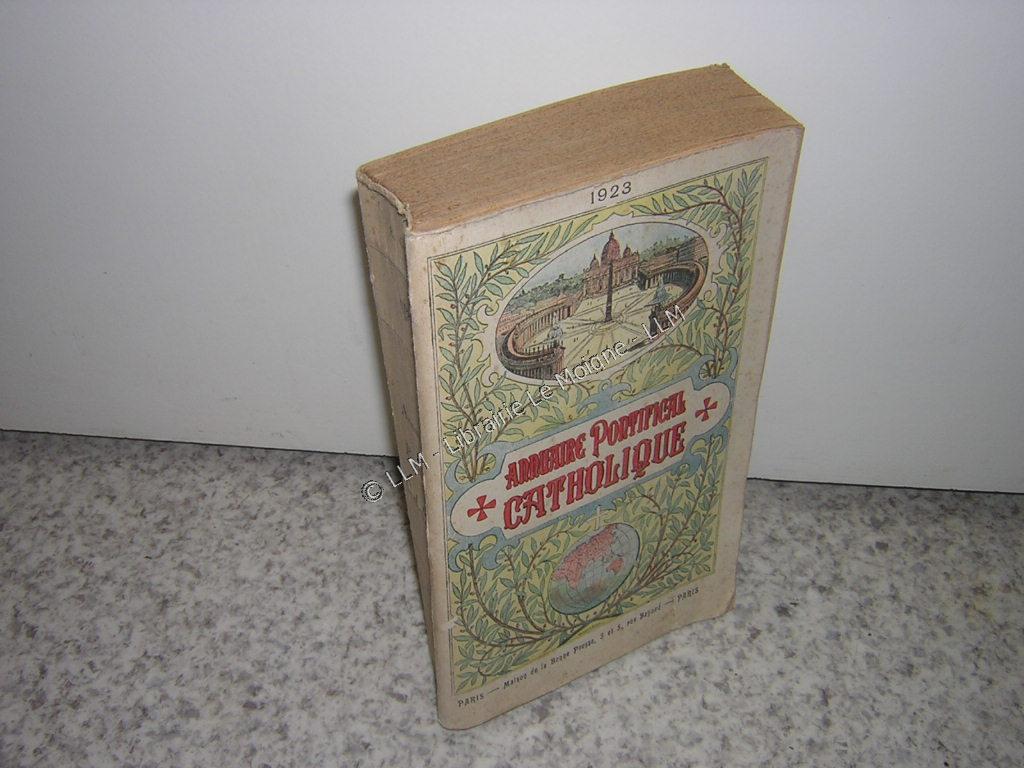 1923
ANNUAIRE PONTIFICAL
CATHOLIQUE
PARIS — Maison de la Bonne Presse, 3 et 5, rue Bayard — PARIS
© LLM - Librairie Le Moïgne - LLM